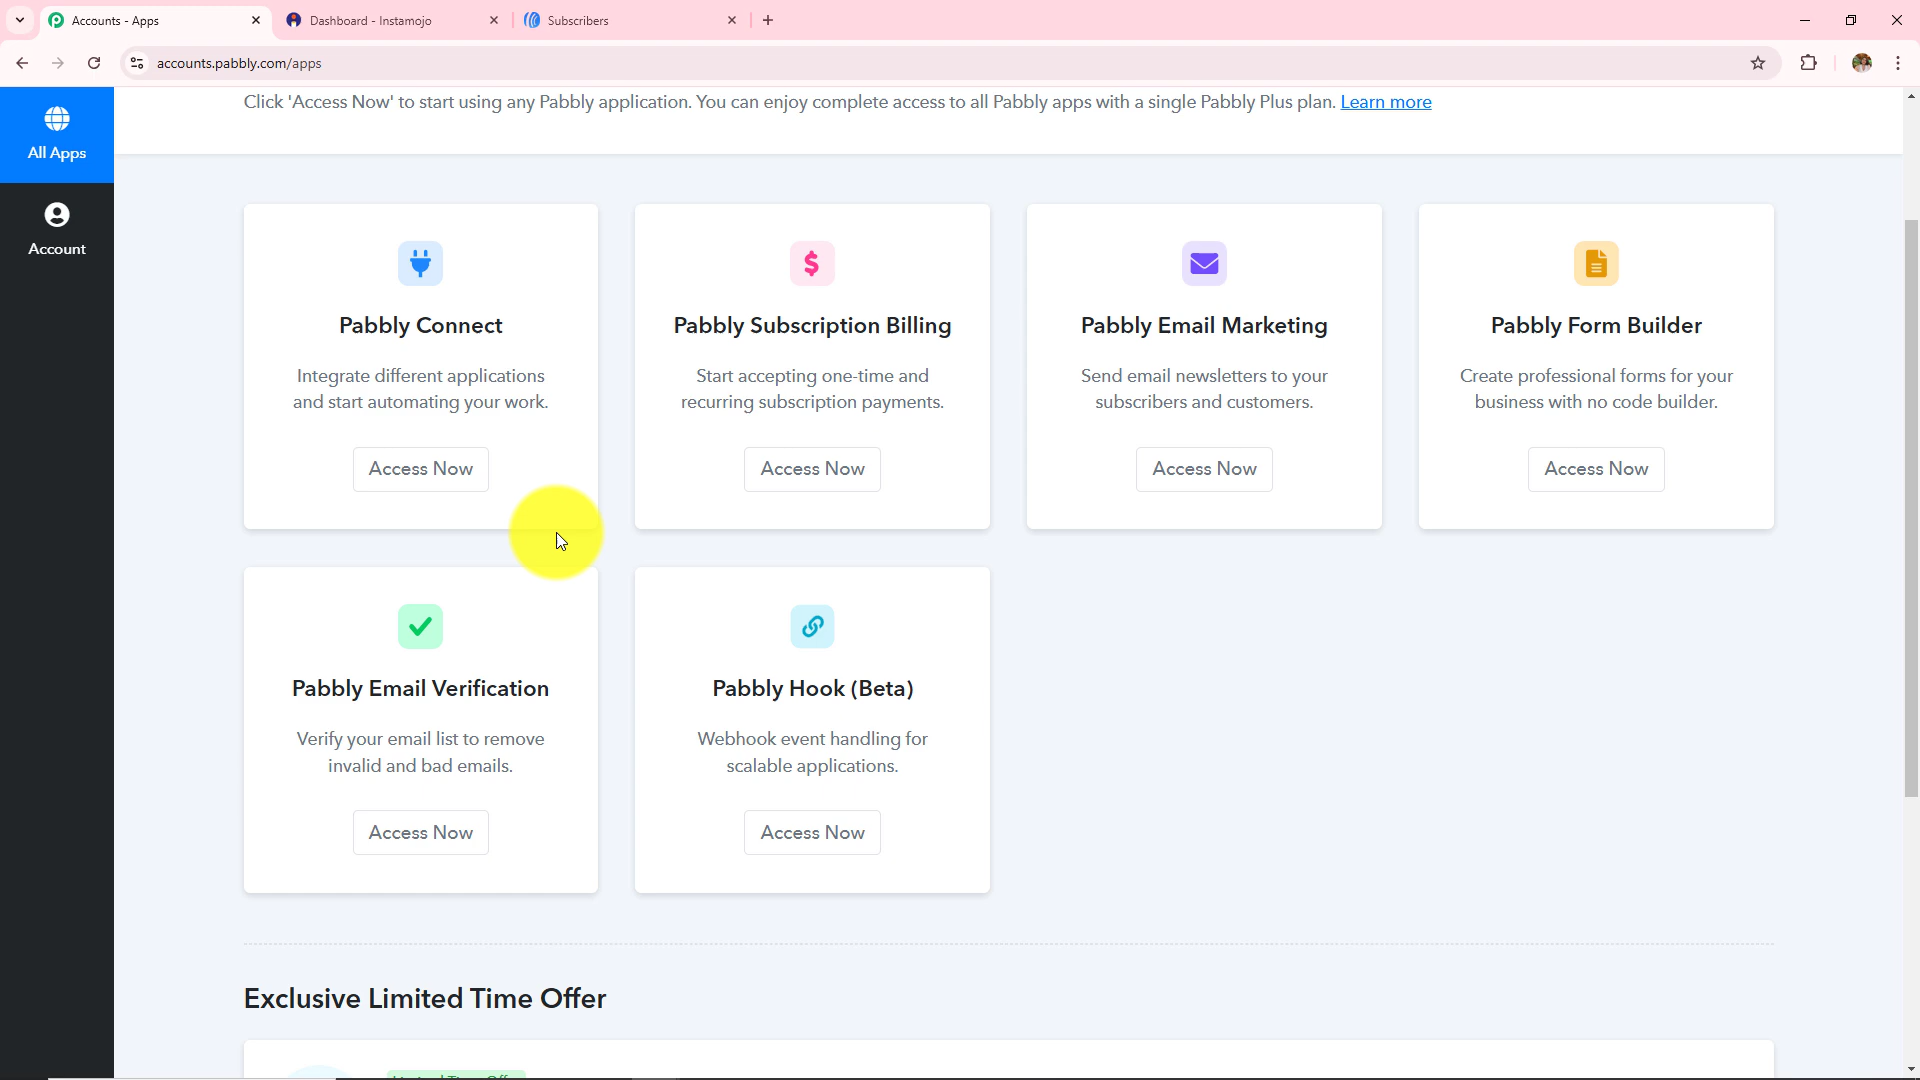 Accounts - Apps
Dashboard - Instamojo
Subscribers
accounts.pabbly.com/apps
Click 'Access Now' to start using any Pabbly application. You can enjoy complete access to all Pabbly apps with a single Pabbly Plus plan. Learn more
All Apps
Account
Pabbly Connect
Integrate different applications
and start automating your work.
Access Now
Pabbly Subscription Billing
Start accepting one-time and
recurring subscription payments.
Access Now
Pabbly Email Marketing
Send email newsletters to your
subscribers and customers.
Access Now
Pabbly Form Builder
Create professional forms for your
business with no code builder.
Access Now
Pabbly Email Verification
Verify your email list to remove
invalid and bad emails.
Access Now
Pabbly Hook (Beta)
Webhook event handling for
scalable applications.
Access Now
Exclusive Limited Time Offer